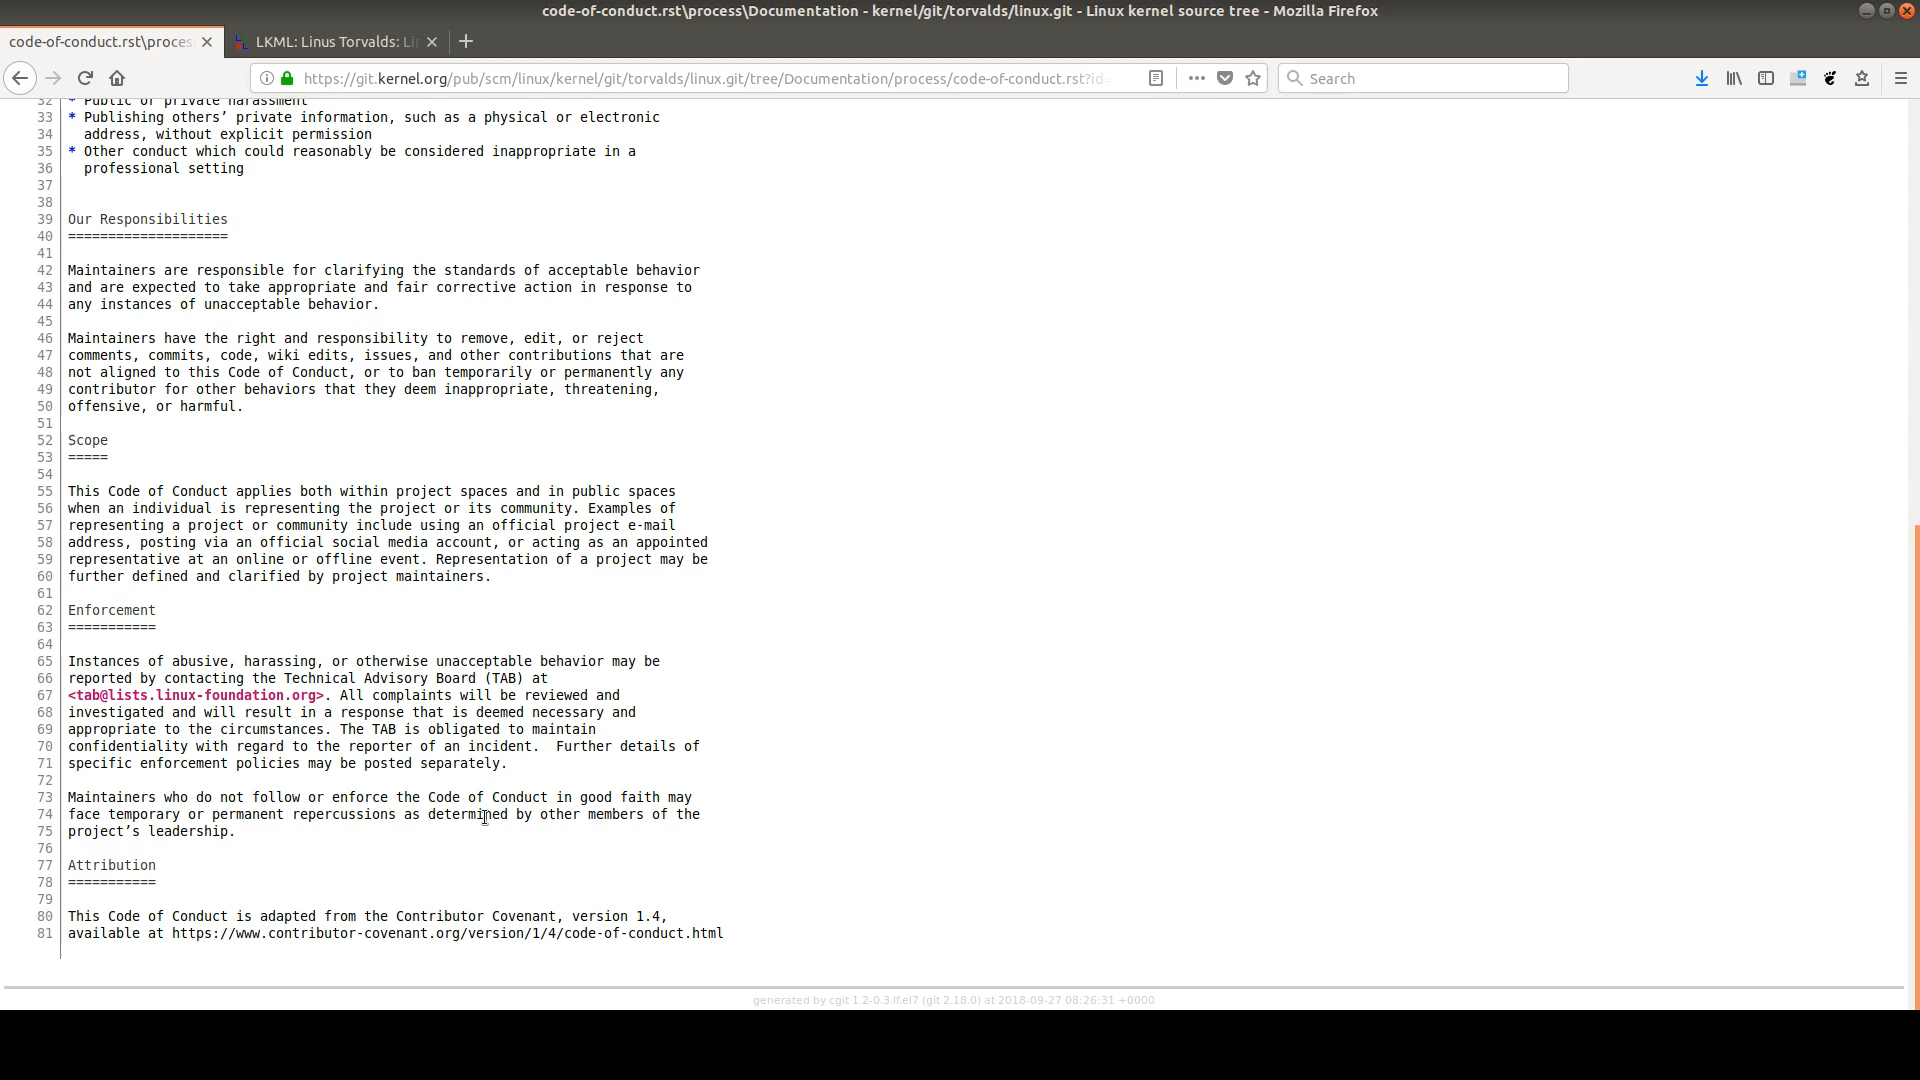 code-of-conduct.rst\process\Documentation - kernel/git/torvalds/linux.git - Linux kernel source tree - Mozilla Firefox
code-of-conduct.rst\proces
LKML: Linus Torvalds: Li
https://git.kernel.org/pub/scm/linux/kernel/git/torvalds/linux.git/tree/Documentation/process/code-of-conduct.rst?id=
Search
32 * Public or private harassment
33 * Publishing others’ private information, such as a physical or electronic
34 address, without explicit permission
35 * Other conduct which could reasonably be considered inappropriate in a
36 professional setting
37
38
39 Our Responsibilities
40 ====================
41
42 Maintainers are responsible for clarifying the standards of acceptable behavior
43 and are expected to take appropriate and fair corrective action in response to
44 any instances of unacceptable behavior.
45
46 Maintainers have the right and responsibility to remove, edit, or reject
47 comments, commits, code, wiki edits, issues, and other contributions that are
48 not aligned to this Code of Conduct, or to ban temporarily or permanently any
49 contributor for other behaviors that they deem inappropriate, threatening,
50 offensive, or harmful.
51
52 Scope
53 =====
54
55 This Code of Conduct applies both within project spaces and in public spaces
56 when an individual is representing the project or its community. Examples of
57 representing a project or community include using an official project e-mail
58 address, posting via an official social media account, or acting as an appointed
59 representative at an online or offline event. Representation of a project may be
60 further defined and clarified by project maintainers.
61
62 Enforcement
63 ===========
64
65 Instances of abusive, harassing, or otherwise unacceptable behavior may be
66 reported by contacting the Technical Advisory Board (TAB) at
67 <tab@lists.linux-foundation.org>. All complaints will be reviewed and
68 investigated and will result in a response that is deemed necessary and
69 appropriate to the circumstances. The TAB is obligated to maintain
70 confidentiality with regard to the reporter of an incident.  Further details of
71 specific enforcement policies may be posted separately.
72
73 Maintainers who do not follow or enforce the Code of Conduct in good faith may
74 face temporary or permanent repercussions as determined by other members of the
75 project’s leadership.
76
77 Attribution
78 ===========
79
80 This Code of Conduct is adapted from the Contributor Covenant, version 1.4,
81 available at https://www.contributor-covenant.org/version/1/4/code-of-conduct.html
generated by cgit 1.2-0.3.lf.el7 (git 2.18.0) at 2018-09-27 08:26:31 +0000